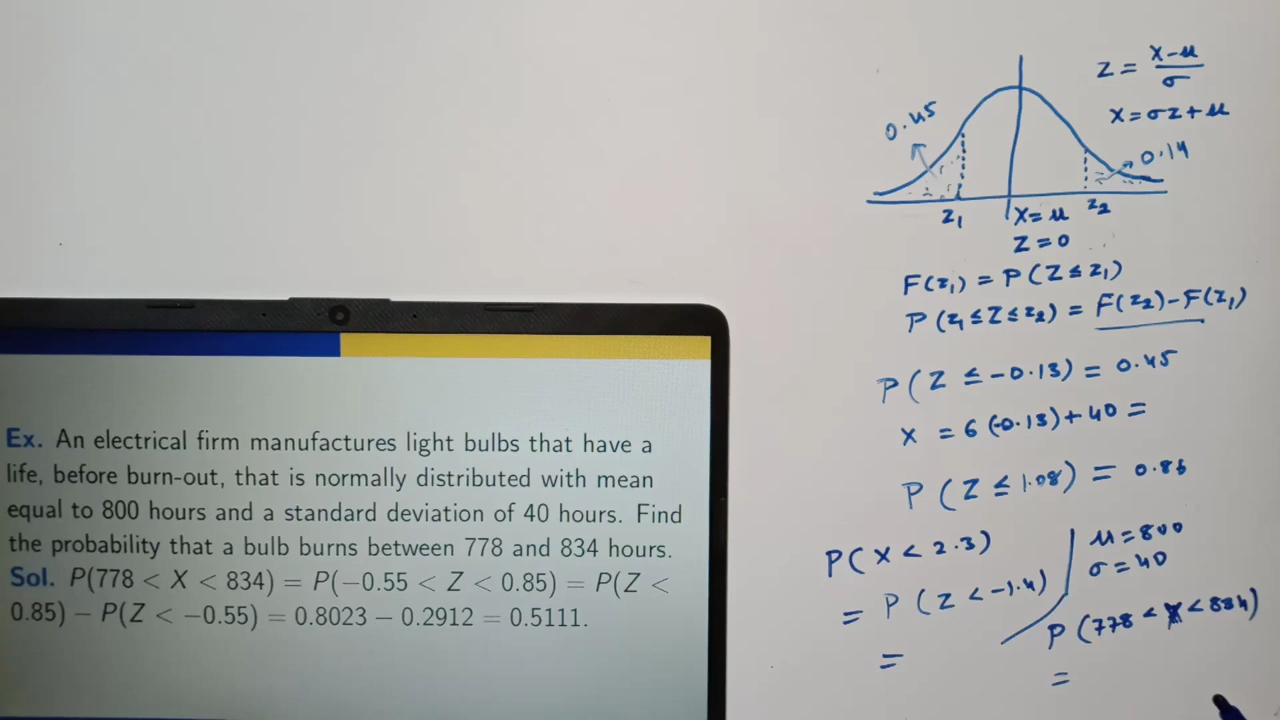 Ex. An electrical firm manufactures light bulbs that have a
life, before burn-out, that is normally distributed with mean
equal to 800 hours and a standard deviation of 40 hours. Find
the probability that a bulb burns between 778 and 834 hours.
Sol. P(778 < X < 834) = P(−0.55 < Z < 0.85) = P(Z <
0.85) − P(Z < −0.55) = 0.8023 − 0.2912 = 0.5111.
Z = (X-μ)/σ
X = σZ + μ
0.45
0.14
z₁
X = μ
z₂
Z = 0
F(z₁) = P(Z ≤ z₁)
P(z₁ ≤ Z ≤ z₂) = F(z₂) - F(z₁)
P(Z ≤ -0.13) = 0.45
X = 6(-0.13) + 40 =
P(Z ≤ 1.08) = 0.86
P(X < 2.3)
= P(Z < -1.4)
=
μ = 800
σ = 40
P(778 < X < 834)
=